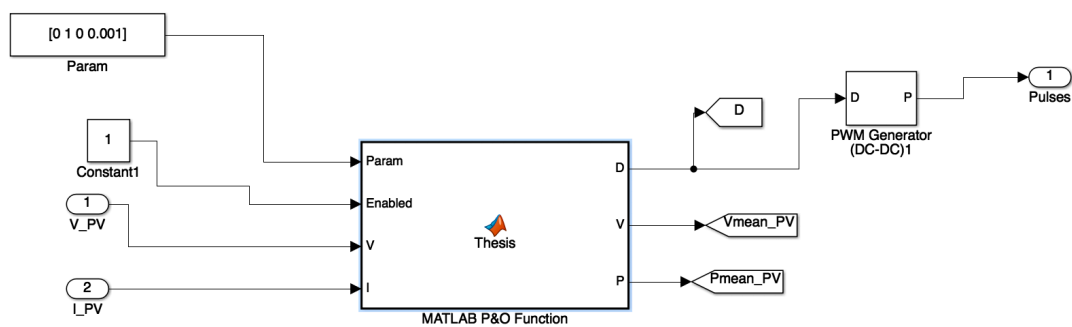 [0 1 0 0.001]
Param
1
Constant1
1
V_PV
2
I_PV
Param
Enabled
V
I
Thesis
D
V
P
MATLAB P&O Function
D
Vmean_PV
Pmean_PV
D
P
PWM Generator
(DC-DC)1
1
Pulses